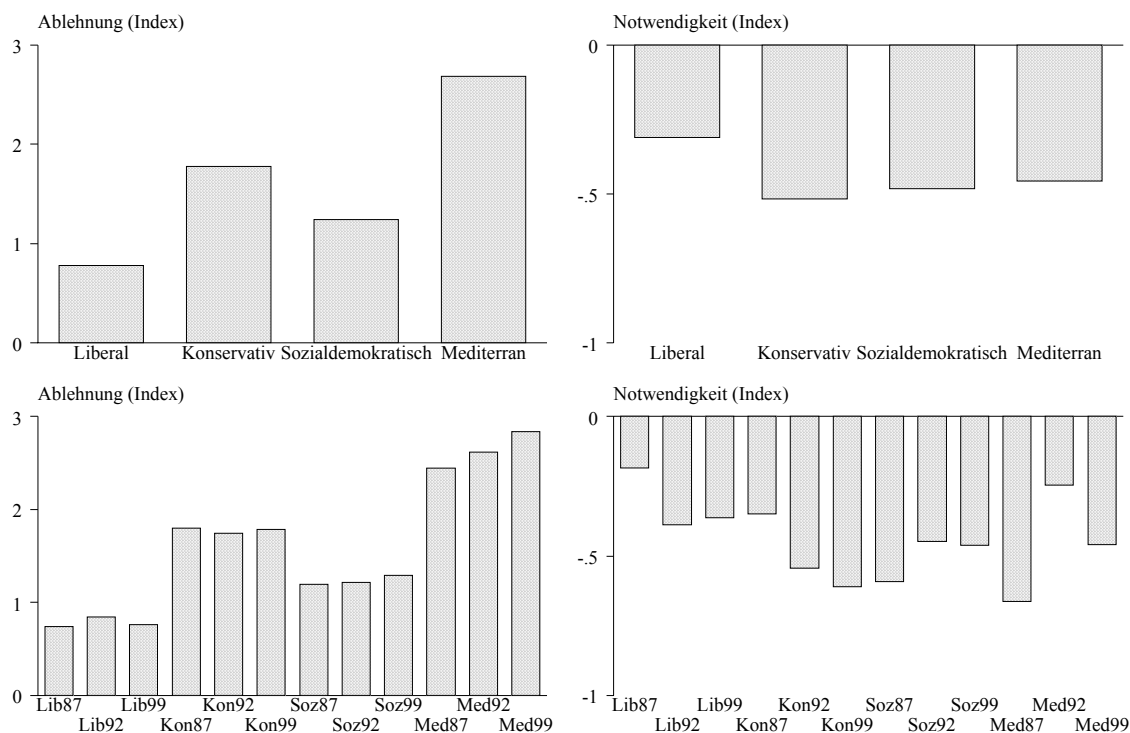 Ablehnung (Index)
3
2
1
0
Liberal Konservativ Sozialdemokratisch Mediterran
Notwendigkeit (Index)
0
-.5
-1
Liberal Konservativ Sozialdemokratisch Mediterran
Ablehnung (Index)
3
2
1
0
Lib87 Lib99 Kon92 Soz87 Soz99 Med92
Lib92 Kon87 Kon99 Soz92 Med87 Med99
Notwendigkeit (Index)
0
-.5
-1
Lib87 Lib99 Kon92 Soz87 Soz99 Med92
Lib92 Kon87 Kon99 Soz92 Med87 Med99